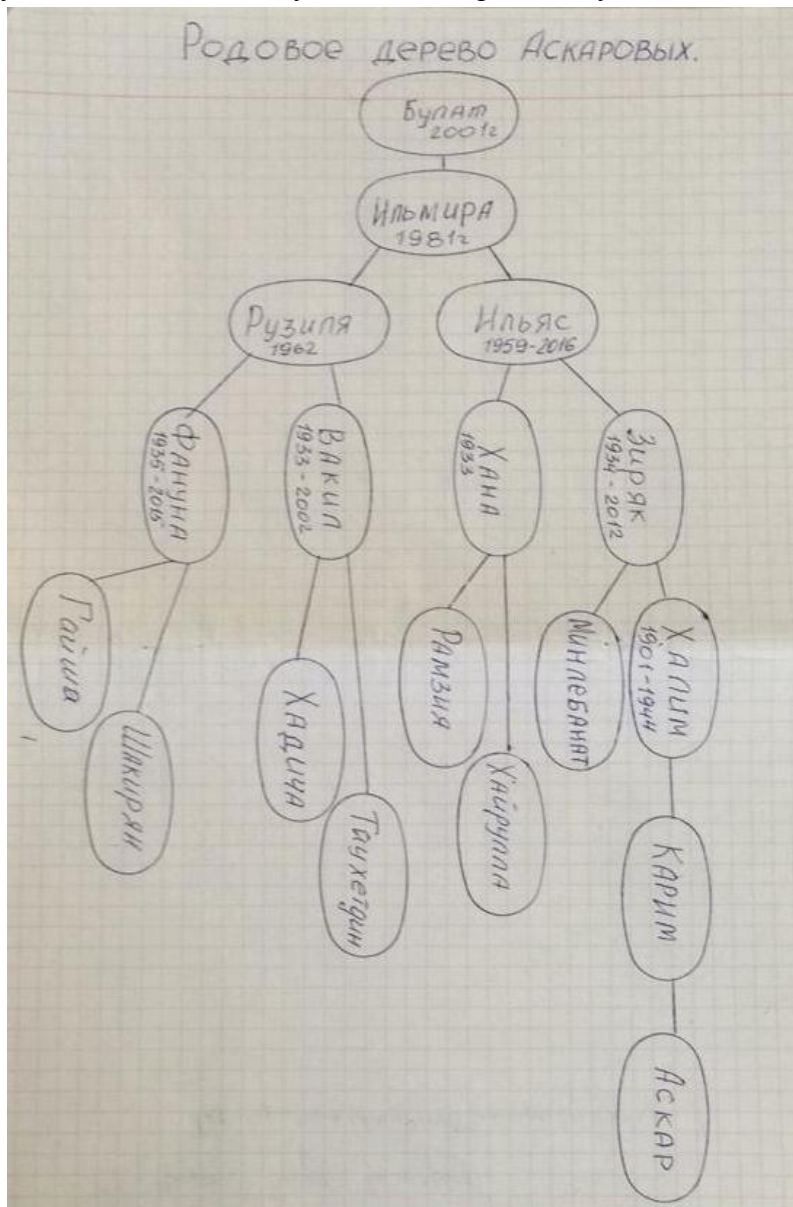 Родовое дерево Аскаровых.
Булат
2001г
Ильмира
1981г
Рузиля
1962
Ильяс
1959-2016
Фануна
1935-2015
Вакил
1933-2002
Хана
1933
Зиряк
1934-2012
Гайша
Шакирян
Хадича
Таухетдин
Рамзия
Хайрулла
Минлебанат
Халим
1901-1944
Карим
Аскар